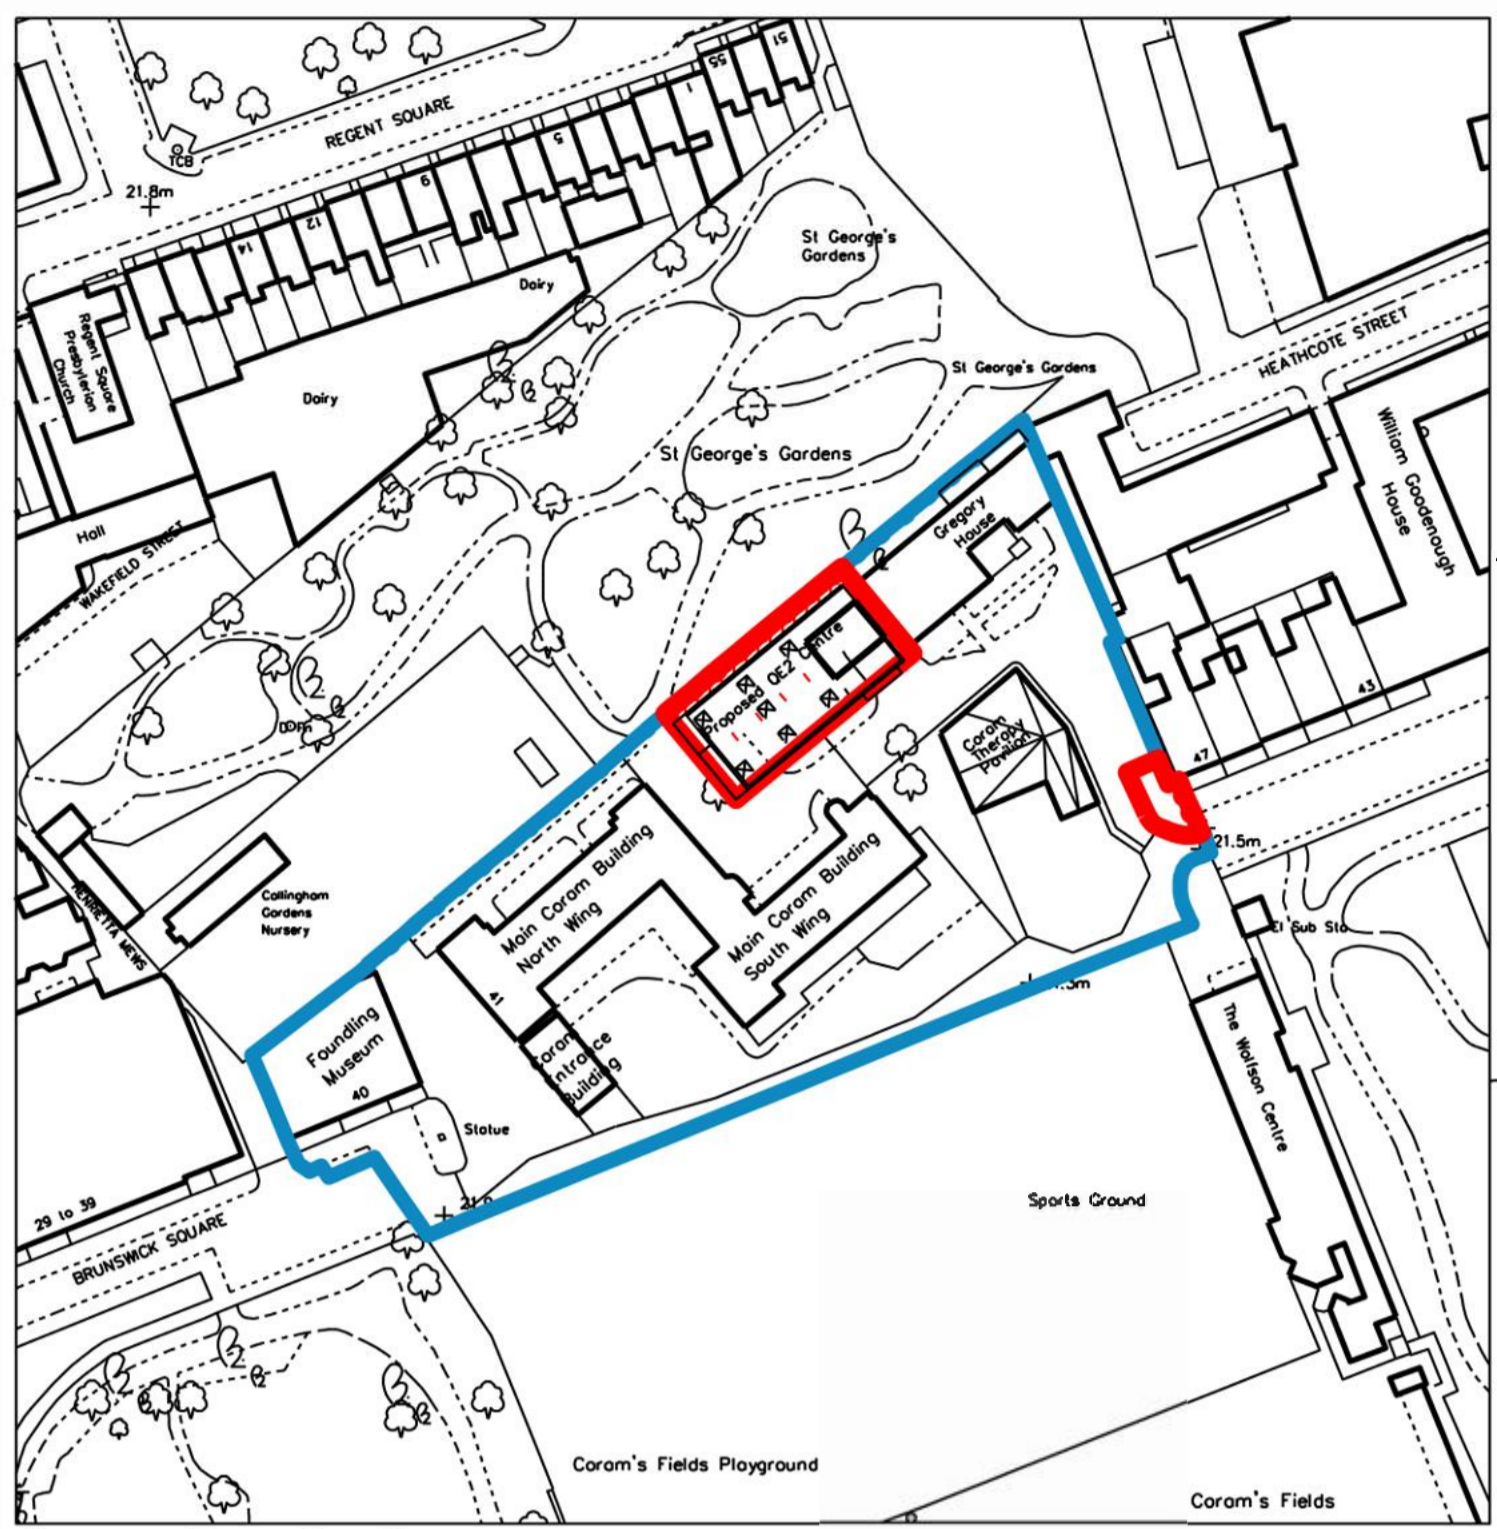 51
55
REGENT SQUARE
5
TCB
9
21.8m
12
14
St George's
Gardens
Dairy
Regent Square
Presbyterian
Church
HEATHCOTE STREET
St George's Gardens
Dairy
William Goodenough
House
St George's Gardens
Hall
Gregory
House
WAKEFIELD STREET
Proposed QE2 Centre
43
Coram
Therapy
Pavilion
47
21.5m
Main Coram Building
North Wing
Main Coram Building
South Wing
HENRIETTA MEWS
Collingham
Gardens
Nursery
El Sub Sta
41
Foundling
Museum
40
Coram
Entrance
Building
The Wolfson Centre
Statue
29 to 39
BRUNSWICK SQUARE
Sports Ground
Coram's Fields Playground
Coram's Fields